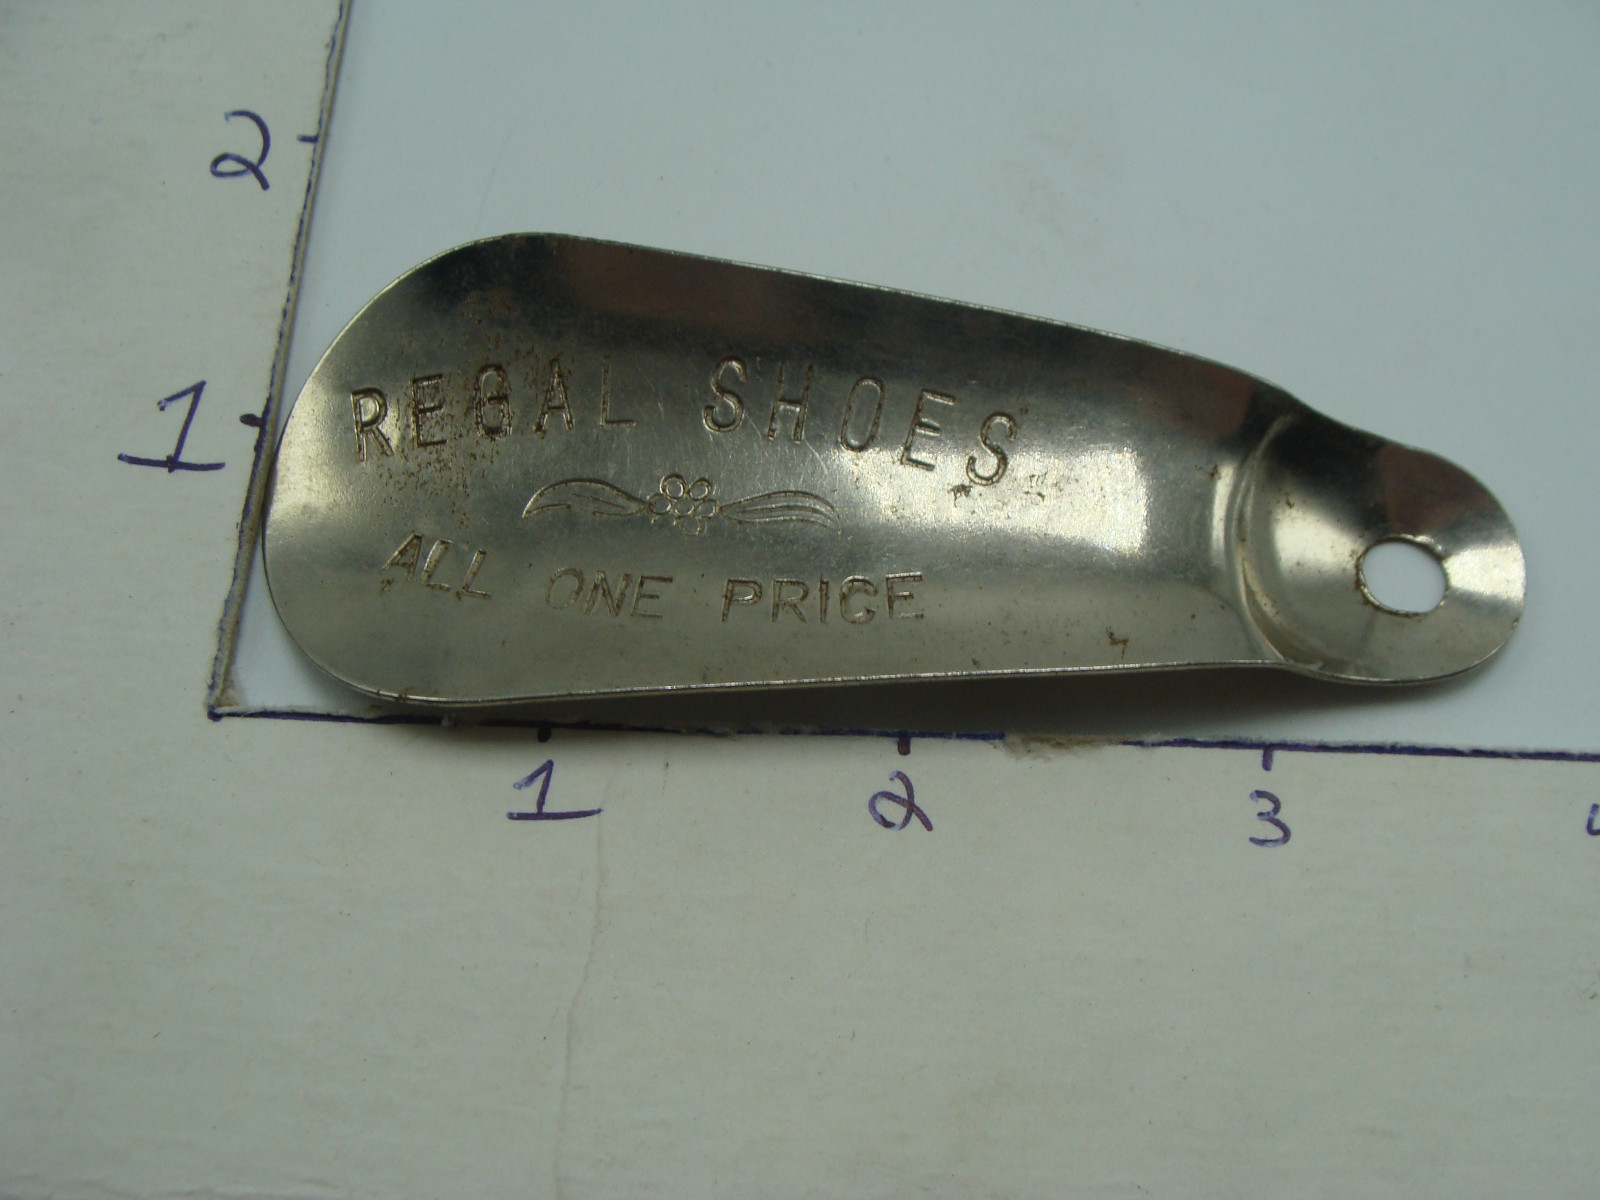 2
REGAL SHOES
1
ALL ONE PRICE
1 2 3